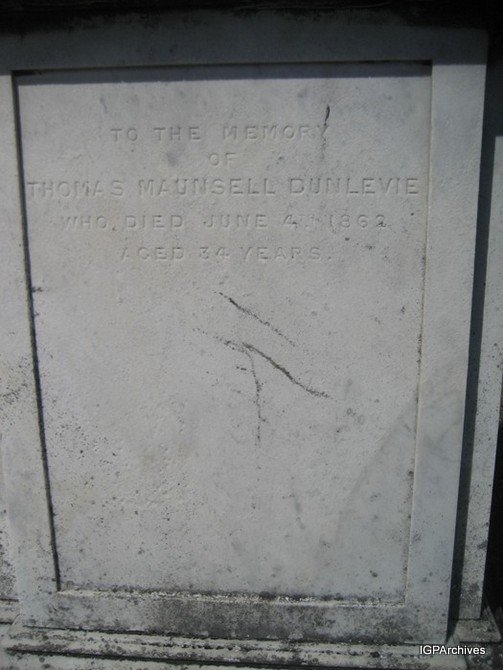 TO THE MEMORY
OF
THOMAS MAUNSELL DUNLEVIE
WHO DIED JUNE 4TH 1862
AGED 34 YEARS.
IGPArchives